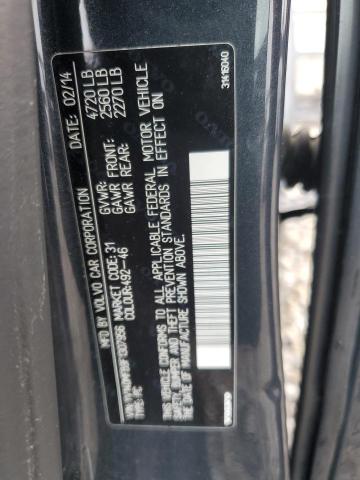 MFD BY: VOLVO CAR CORPORATION DATE: 02/14
MARKET CODE: 31 GVWR: 4720 LB
COLOUR: 492--46 GAWR FRONT: 2560 LB
GAWR REAR: 2270 LB
THIS VEHICLE CONFORMS TO ALL APPLICABLE FEDERAL MOTOR VEHICLE
SAFETY, BUMPER AND THEFT PREVENTION STANDARDS IN EFFECT ON
THE DATE OF MANUFACTURE SHOWN ABOVE.
31416040